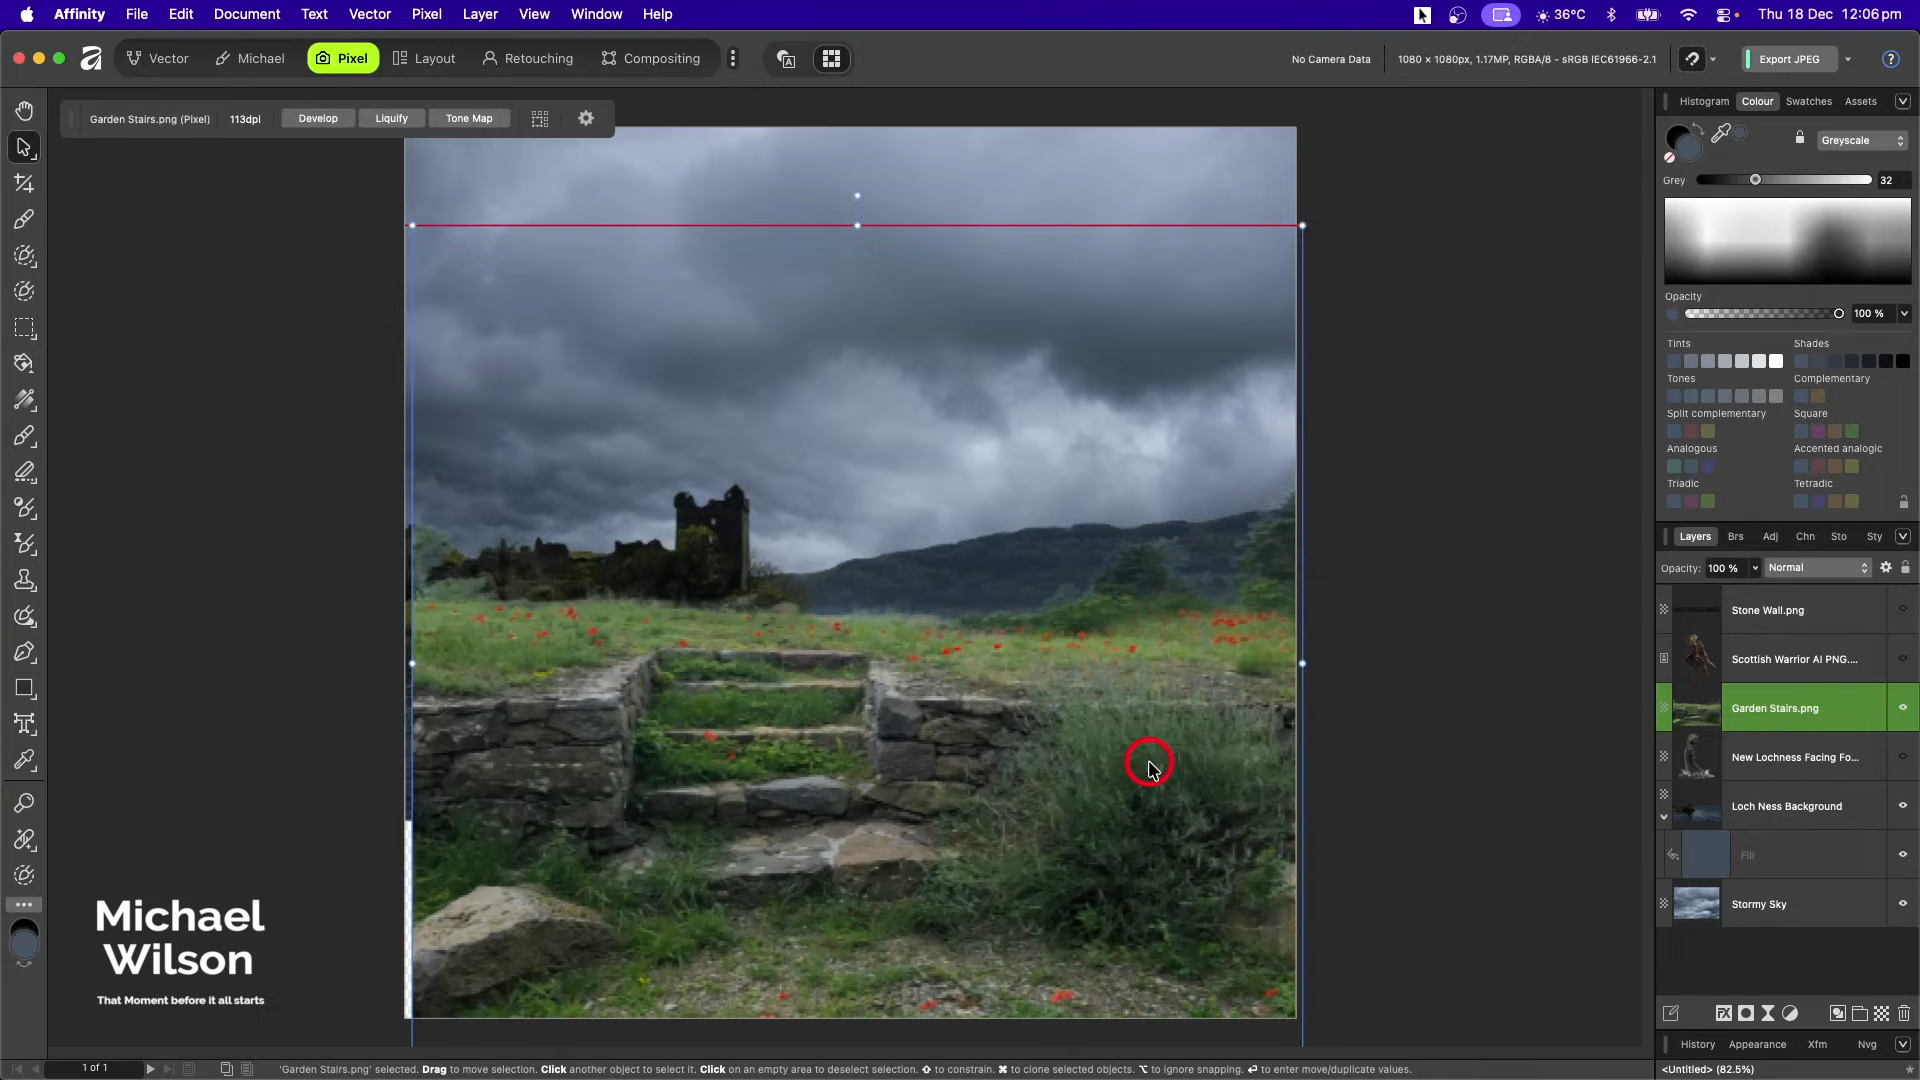 Affinity File Edit Document Text Vector Pixel Layer View Window Help 36°C Thu 18 Dec 12:06 pm
Vector Michael Pixel Layout Retouching Compositing No Camera Data 1080 × 1080px, 1.17MP, RGBA/8 - sRGB IEC61966-2.1 Export JPEG ?
Garden Stairs.png (Pixel) 113dpi Develop Liquify Tone Map
Histogram Colour Swatches Assets
Greyscale
Grey 32
Opacity
100 %
Tints Shades
Tones Complementary
Split complementary Square
Analogous Accented analogic
Triadic Tetradic
Layers Brs Adj Chn Sto Sty
Opacity: 100 % Normal
Stone Wall.png
Scottish Warrior AI PNG....
Garden Stairs.png
New Lochness Facing Fo...
Loch Ness Background
Fill
Stormy Sky
Michael
Wilson
That Moment before it all starts
FX
History Appearance Xfm Nvg
1 of 1 'Garden Stairs.png' selected. Drag to move selection. Click another object to select it. Click on an empty area to deselect selection. ⇧ to constrain. ⌘ to clone selected objects. ⌥ to ignore snapping. ↵ to enter move/duplicate values. <Untitled> (82.5%)